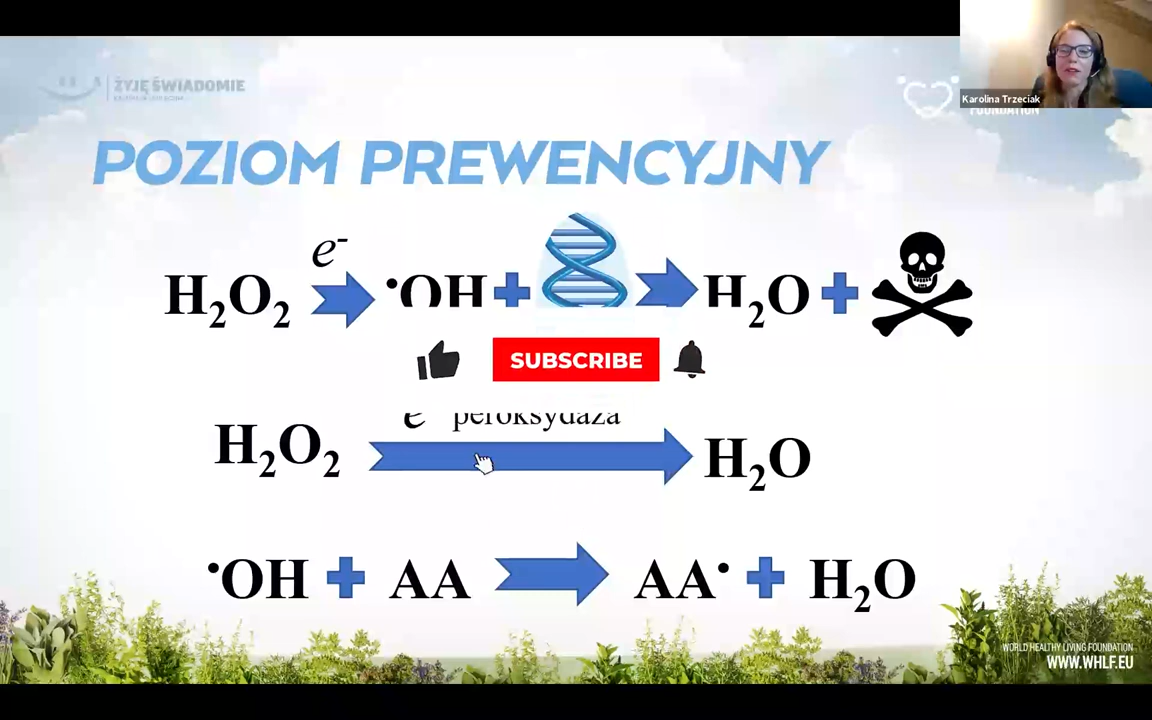 ŻYJĘ ŚWIADOMIE
Karolina Trzeciak
FOUNDATION
POZIOM PREWENCYJNY
e-
H2O2 •OH + H2O +
SUBSCRIBE
e peroksydaza
H2O2 H2O
•OH + AA AA• + H2O
WORLD HEALTHY LIVING FOUNDATION
WWW.WHLF.EU